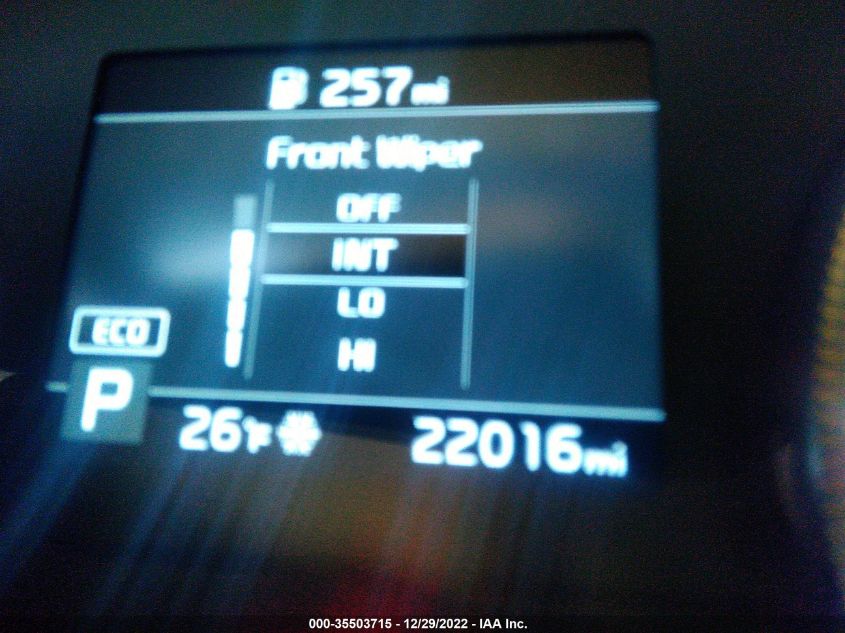 257mi
Front Wiper
OFF
INT
LO
HI
ECO
P
26°F 22016mi
000-35503715 - 12/29/2022 - IAA Inc.